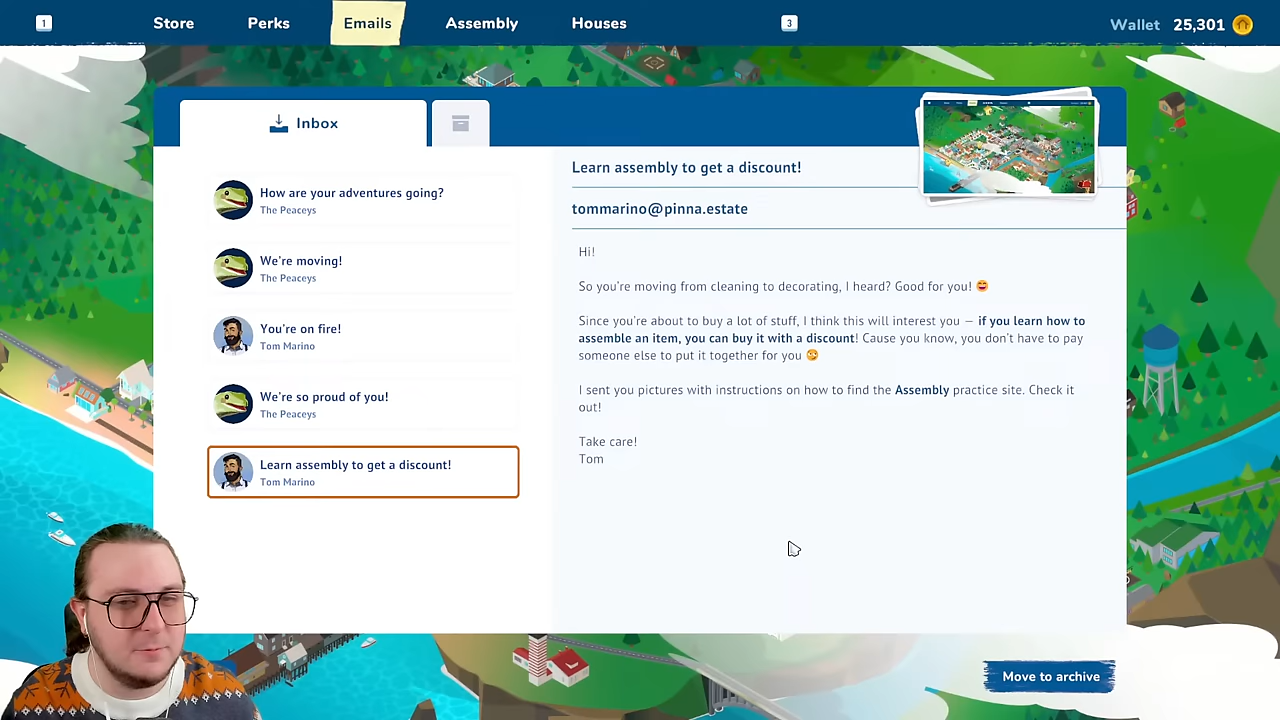 1
Store
Perks
Emails
Assembly
Houses
3
Wallet 25,301
Inbox
How are your adventures going?
The Peaceys
We're moving!
The Peaceys
You're on fire!
Tom Marino
We're so proud of you!
The Peaceys
Learn assembly to get a discount!
Tom Marino
Learn assembly to get a discount!
tommarino@pinna.estate
Hi!
So you're moving from cleaning to decorating, I heard? Good for you! 😄
Since you're about to buy a lot of stuff, I think this will interest you — if you learn how to
assemble an item, you can buy it with a discount! Cause you know, you don't have to pay
someone else to put it together for you 😉
I sent you pictures with instructions on how to find the Assembly practice site. Check it
out!
Take care!
Tom
Move to archive